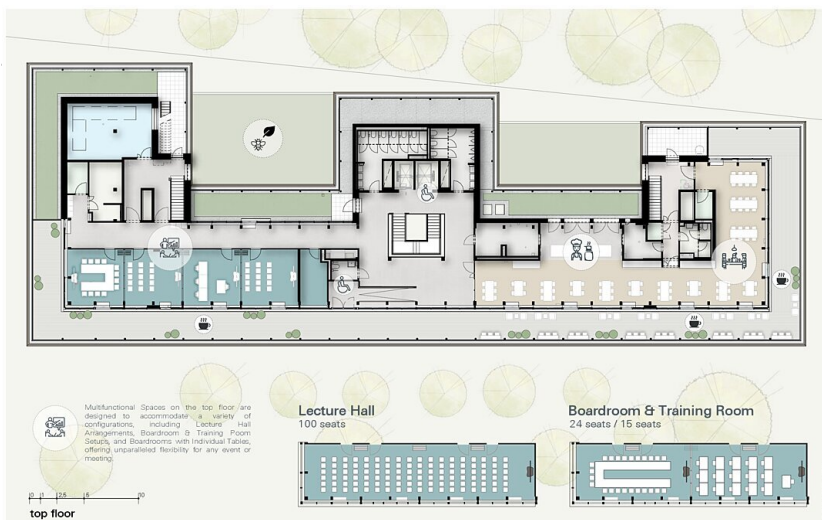 Multifunctional Spaces on the top floor are
designed to accommodate a variety of
configurations, including Lecture Hall
Arrangements, Boardroom & Training Poom
Setups, and Boardrooms with Individual Tables,
offering unparalleled flexibility for any event or
meeting.
Lecture Hall
100 seats
Boardroom & Training Room
24 seats / 15 seats
0 1 2,5 5 10
top floor